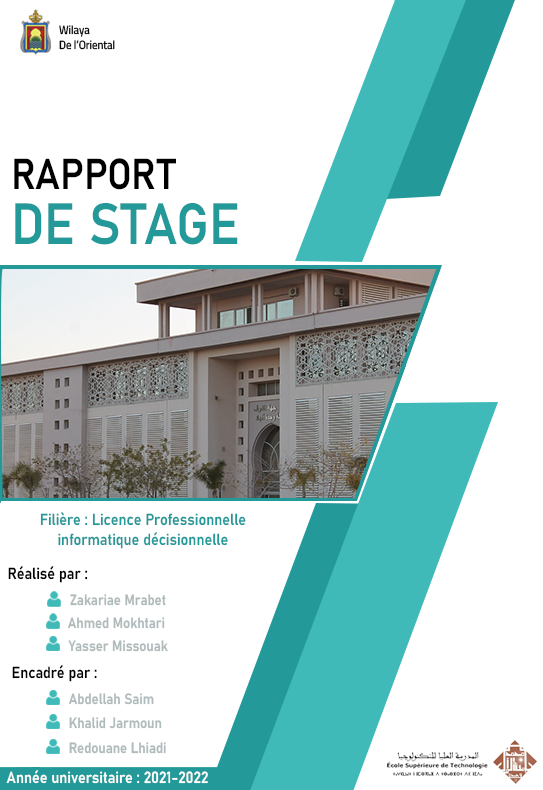 Wilaya
De l'Oriental
RAPPORT
DE STAGE
Filière : Licence Professionnelle
informatique décisionnelle
Réalisé par :
Zakariae Mrabet
Ahmed Mokhtari
Yasser Missouak
Encadré par :
Abdellah Saim
Khalid Jarmoun
Redouane Lhiadi
المدرسة العليا للتكنولوجيا
École Supérieure de Technologie
Année universitaire : 2021-2022